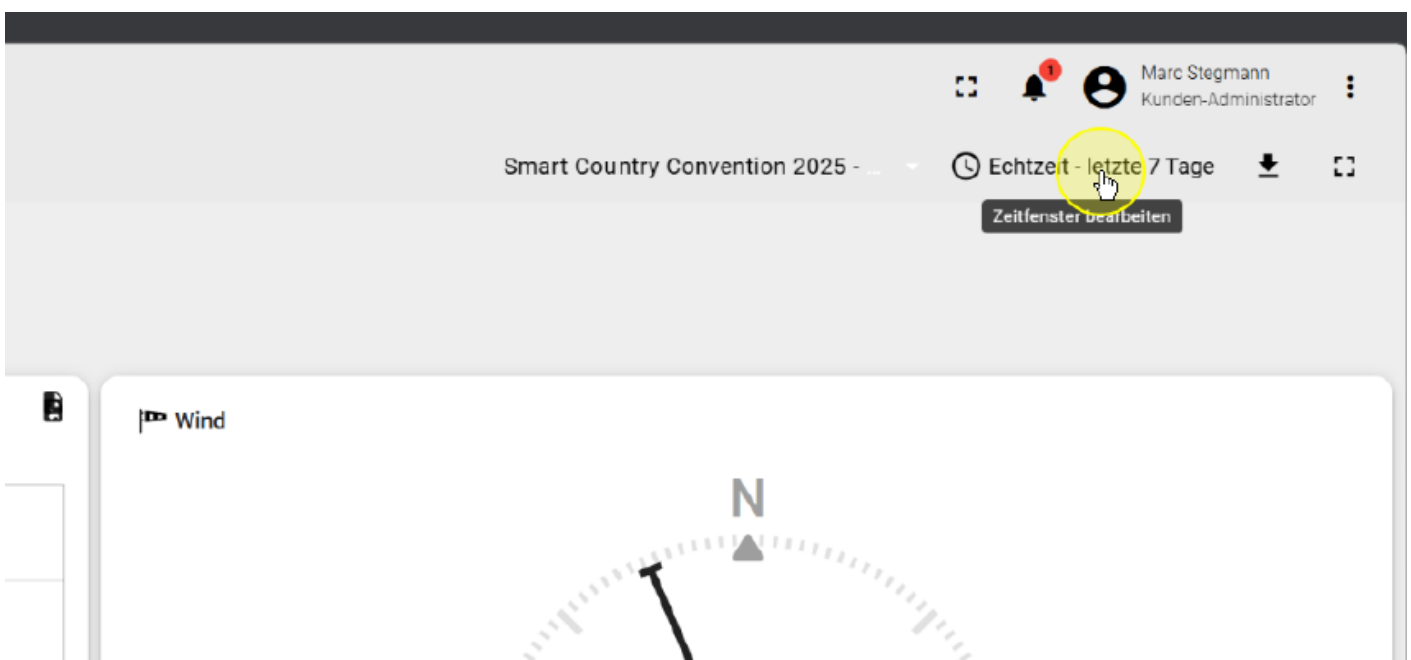 1
Marc Stegmann
Kunden-Administrator
Smart Country Convention 2025 - ...
Echtzeit - letzte 7 Tage
Zeitfenster bearbeiten
Wind
N